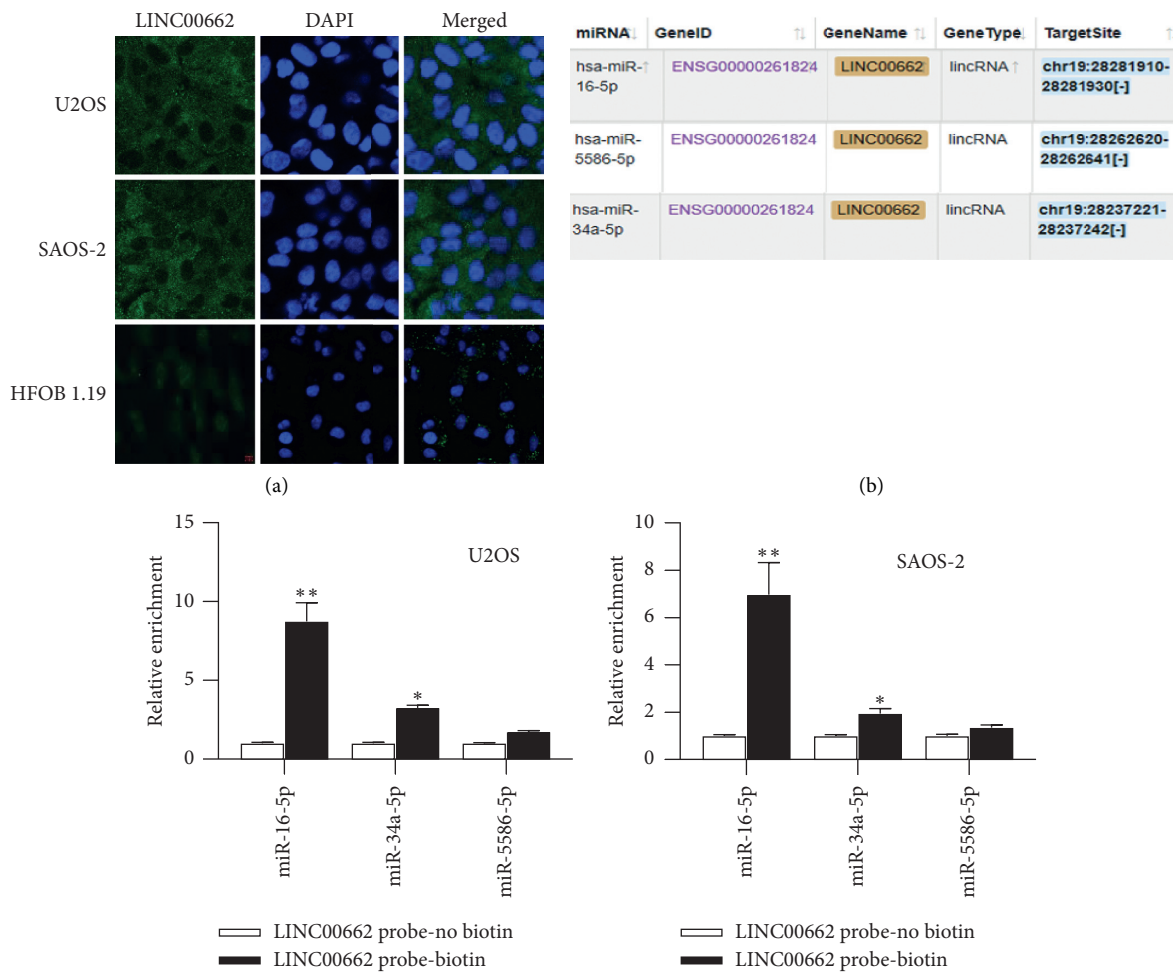 LINC00662 DAPI Merged
U2OS
SAOS-2
HFOB 1.19
(a)
miRNA GeneID GeneName GeneType TargetSite
hsa-miR-16-5p ENSG00000261824 LINC00662 lincRNA chr19:28281910-28281930[-]
hsa-miR-5586-5p ENSG00000261824 LINC00662 lincRNA chr19:28262620-28262641[-]
hsa-miR-34a-5p ENSG00000261824 LINC00662 lincRNA chr19:28237221-28237242[-]
(b)
U2OS
Relative enrichment
15
10
5
0
**
*
miR-16-5p
miR-34a-5p
miR-5586-5p
LINC00662 probe-no biotin
LINC00662 probe-biotin
SAOS-2
Relative enrichment
10
8
6
4
2
0
**
*
miR-16-5p
miR-34a-5p
miR-5586-5p
LINC00662 probe-no biotin
LINC00662 probe-biotin